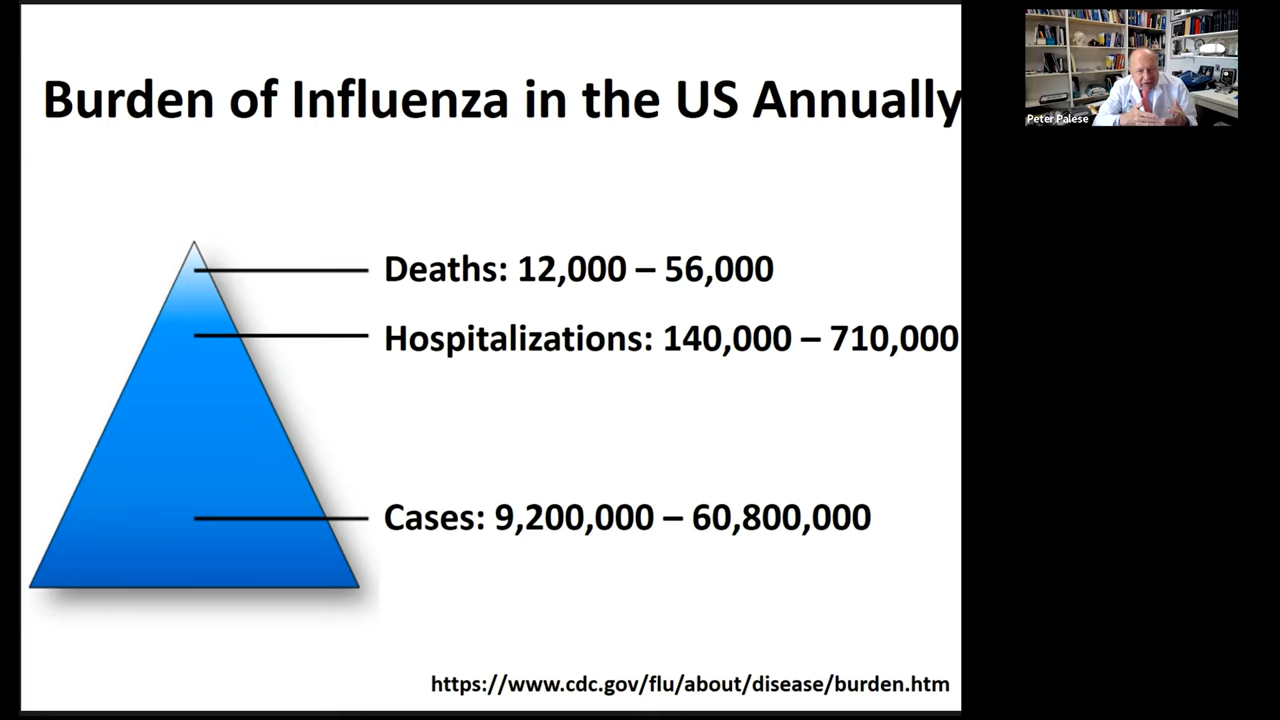 Burden of Influenza in the US Annually
Deaths: 12,000 – 56,000
Hospitalizations: 140,000 – 710,000
Cases: 9,200,000 – 60,800,000
https://www.cdc.gov/flu/about/disease/burden.htm
Peter Palese